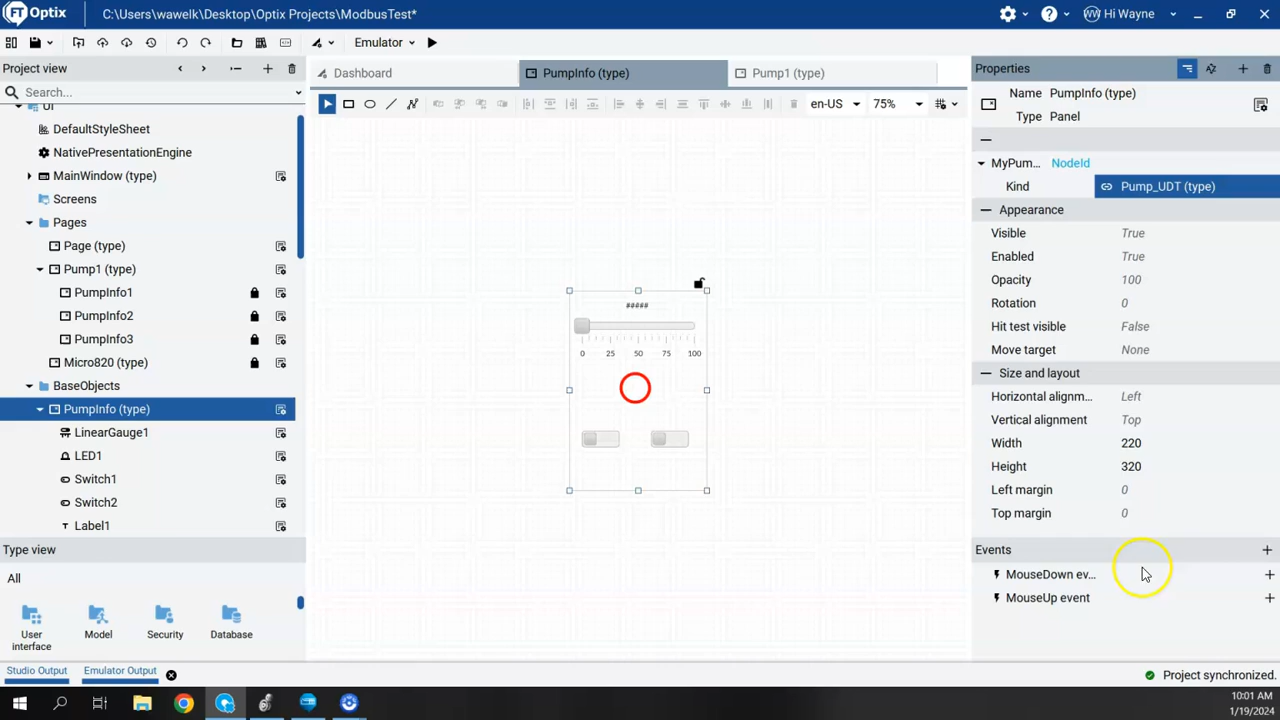 FT Optix C:\Users\wawelk\Desktop\Optix Projects\ModbusTest* WW Hi Wayne
Emulator
Project view
Search...
UI
DefaultStyleSheet
NativePresentationEngine
MainWindow (type)
Screens
Pages
Page (type)
Pump1 (type)
PumpInfo1
PumpInfo2
PumpInfo3
Micro820 (type)
BaseObjects
PumpInfo (type)
LinearGauge1
LED1
Switch1
Switch2
Label1
Type view
All
User interface
Model
Security
Database
Dashboard PumpInfo (type) Pump1 (type)
en-US 75%
#####
0 25 50 75 100
Properties
Name PumpInfo (type)
Type Panel
MyPum... NodeId
Kind Pump_UDT (type)
Appearance
Visible True
Enabled True
Opacity 100
Rotation 0
Hit test visible False
Move target None
Size and layout
Horizontal alignm... Left
Vertical alignment Top
Width 220
Height 320
Left margin 0
Top margin 0
Events
MouseDown ev...
MouseUp event
Studio Output Emulator Output Project synchronized.
10:01 AM
1/19/2024